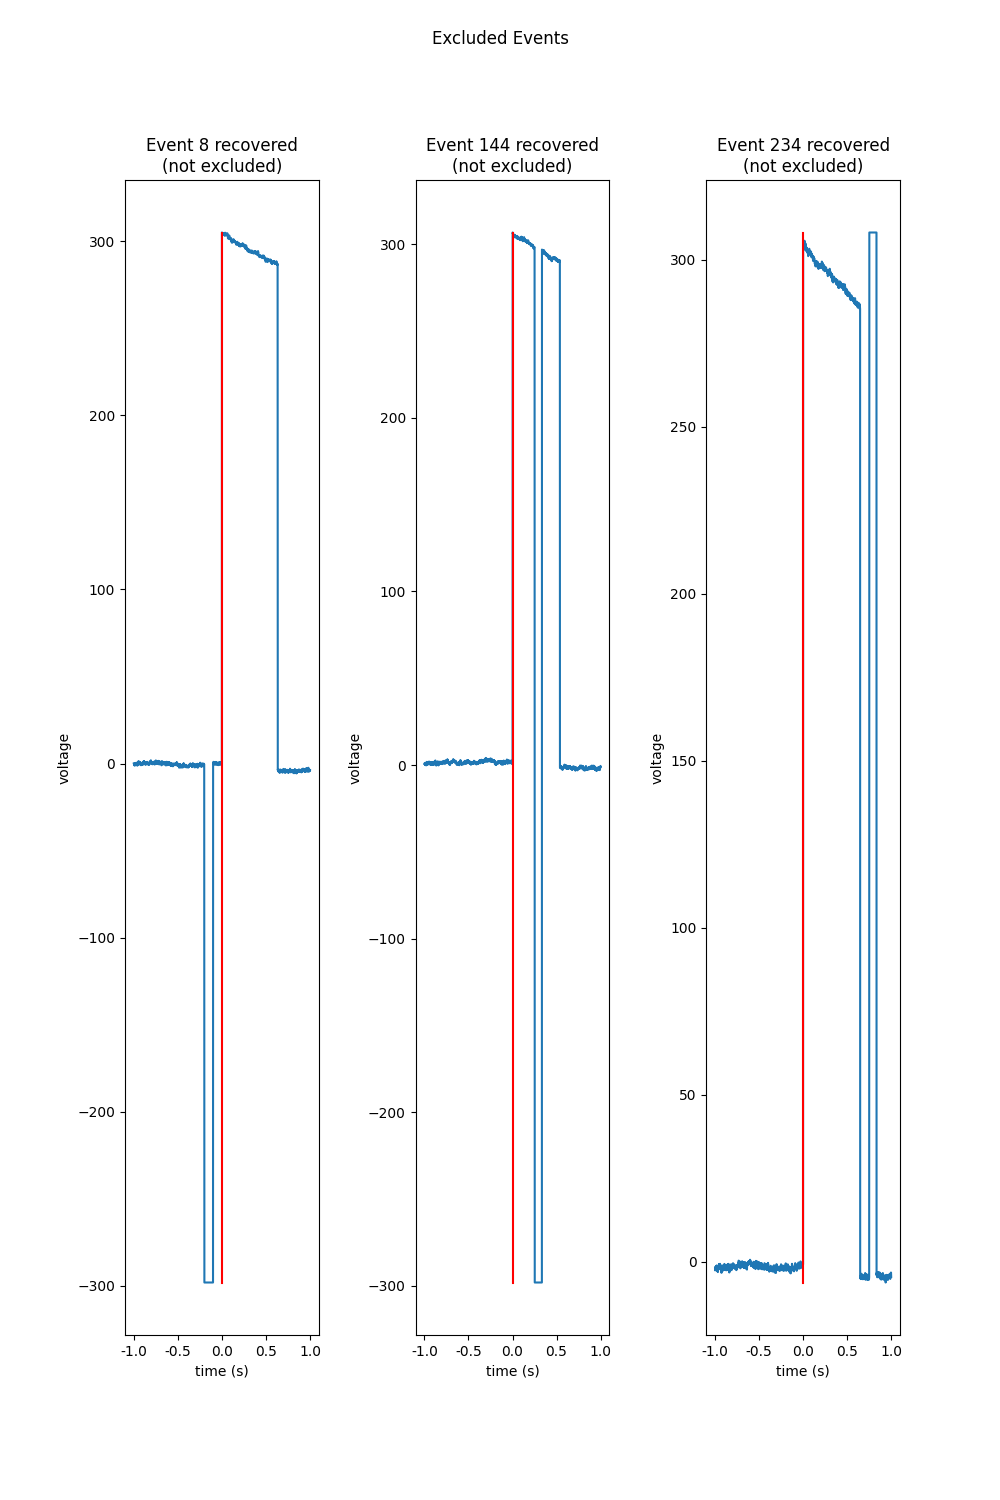 Excluded Events
Event 8 recovered
(not excluded)
Event 144 recovered
(not excluded)
Event 234 recovered
(not excluded)
voltage
300
200
100
0
−100
−200
−300
-1.0 -0.5 0.0 0.5 1.0
time (s)
voltage
300
200
100
0
−100
−200
−300
-1.0 -0.5 0.0 0.5 1.0
time (s)
voltage
300
250
200
150
100
50
0
-1.0 -0.5 0.0 0.5 1.0
time (s)